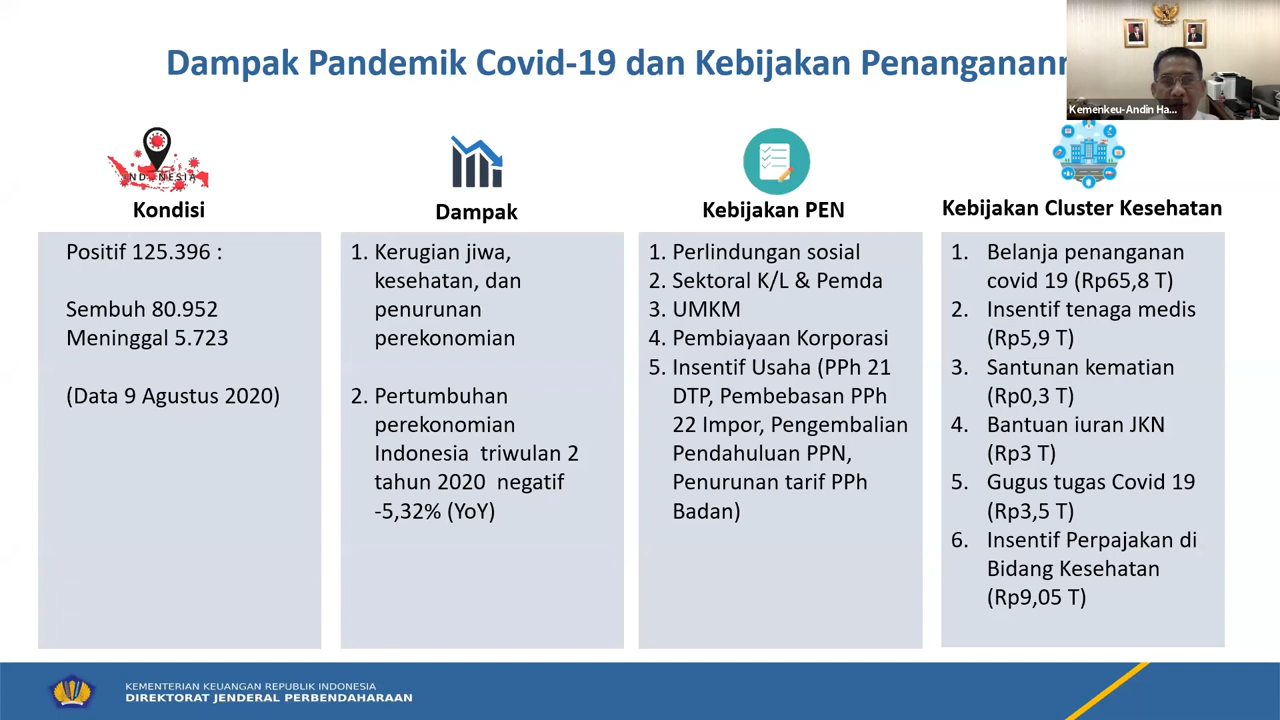 Dampak Pandemik Covid-19 dan Kebijakan
Kemenkeu-Andin Ha...
INDONESIA
Kondisi
Positif 125.396 :
Sembuh 80.952
Meninggal 5.723
(Data 9 Agustus 2020)
Dampak
1. Kerugian jiwa,
kesehatan, dan
penurunan
perekonomian
2. Pertumbuhan
perekonomian
Indonesia triwulan 2
tahun 2020 negatif
-5,32% (YoY)
Kebijakan PEN
1. Perlindungan sosial
2. Sektoral K/L & Pemda
3. UMKM
4. Pembiayaan Korporasi
5. Insentif Usaha (PPh 21
DTP, Pembebasan PPh
22 Impor, Pengembalian
Pendahuluan PPN,
Penurunan tarif PPh
Badan)
Kebijakan Cluster Kesehatan
1. Belanja penanganan
covid 19 (Rp65,8 T)
2. Insentif tenaga medis
(Rp5,9 T)
3. Santunan kematian
(Rp0,3 T)
4. Bantuan iuran JKN
(Rp3 T)
5. Gugus tugas Covid 19
(Rp3,5 T)
6. Insentif Perpajakan di
Bidang Kesehatan
(Rp9,05 T)
KEMENTERIAN KEUANGAN REPUBLIK INDONESIA
DIREKTORAT JENDERAL PERBENDAHARAAN